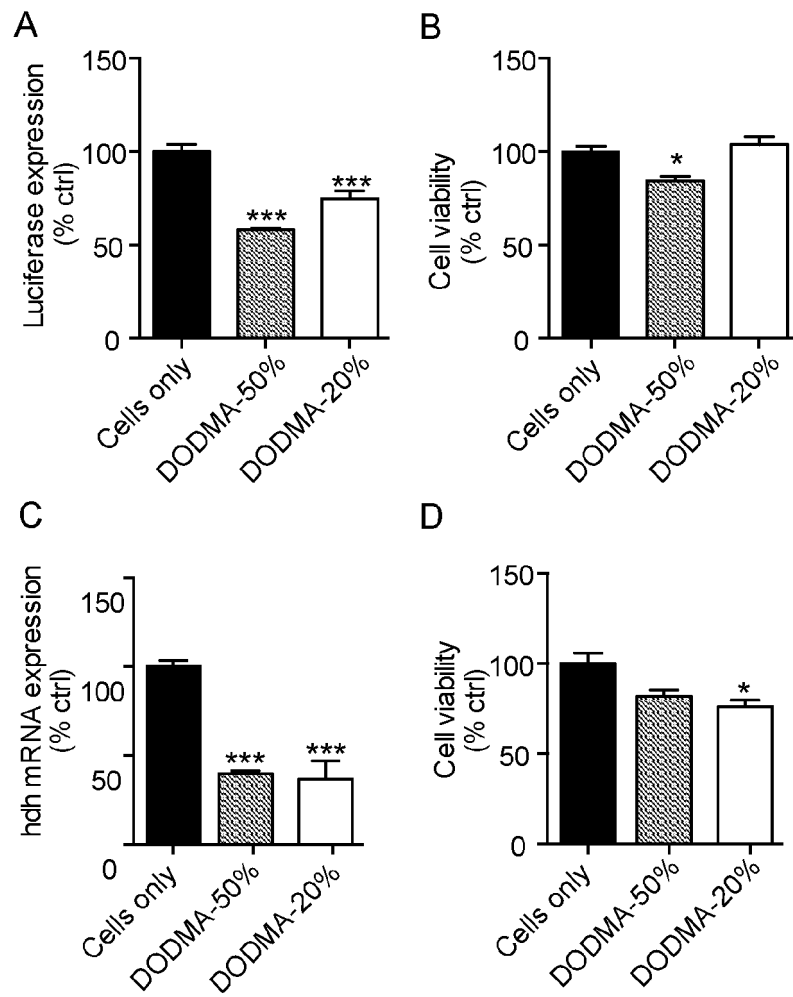 A
Luciferase expression
(% ctrl)
150
100
50
0
***
***
Cells only
DODMA-50%
DODMA-20%
B
Cell viability
(% ctrl)
150
100
50
0
*
Cells only
DODMA-50%
DODMA-20%
C
hdh mRNA expression
(% ctrl)
150
100
50
0
***
***
Cells only
DODMA-50%
DODMA-20%
D
Cell viability
(% ctrl)
150
100
50
0
*
Cells only
DODMA-50%
DODMA-20%